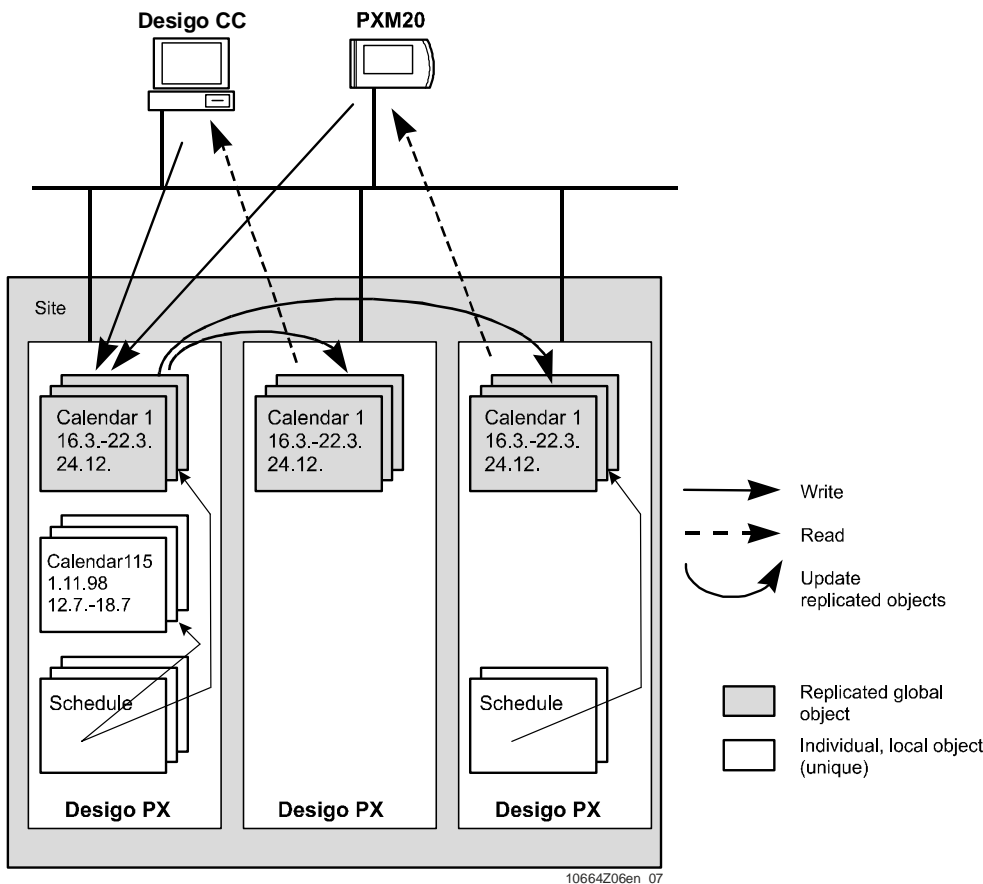 Desigo CC
PXM20
Site
Calendar 1
16.3.-22.3.
24.12.
Calendar 1
16.3.-22.3.
24.12.
Calendar 1
16.3.-22.3.
24.12.
Calendar115
1.11.98
12.7.-18.7
Schedule
Schedule
Desigo PX
Desigo PX
Desigo PX
Write
Read
Update
replicated objects
Replicated global
object
Individual, local object
(unique)
10664Z06en_07